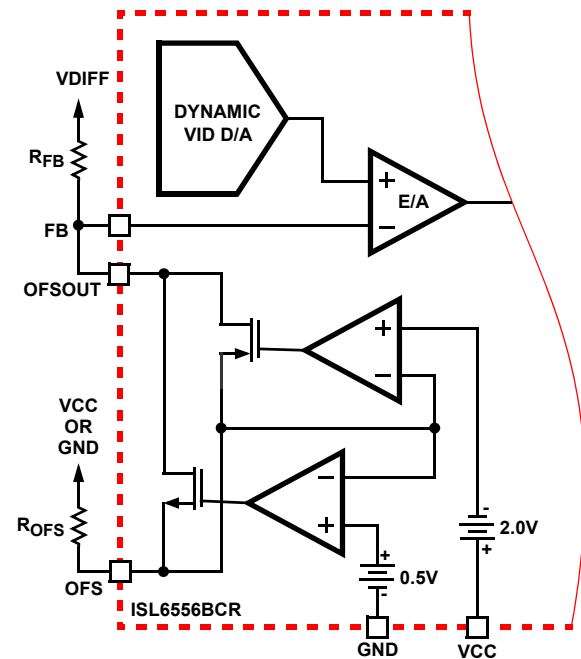 VDIFF
DYNAMIC
VID D/A
RFB
+
E/A
−
FB
OFSOUT
+
−
VCC
OR
GND
−
+
ROFS
-
2.0V
+
+
0.5V
-
OFS
ISL6556BCR
GND
VCC